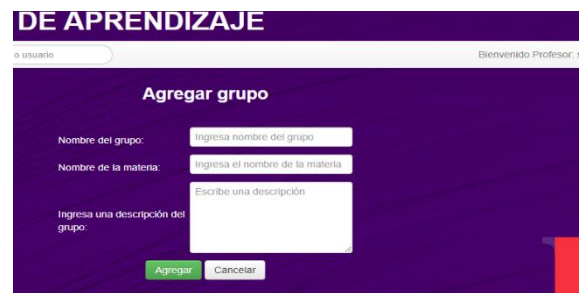 DE APRENDIZAJE
o usuario
Bienvenido Profesor:
Agregar grupo
Nombre del grupo:
Ingresa nombre del grupo
Nombre de la materia:
Ingresa el nombre de la materia
Escribe una descripción
Ingresa una descripción del
grupo:
Agregar
Cancelar